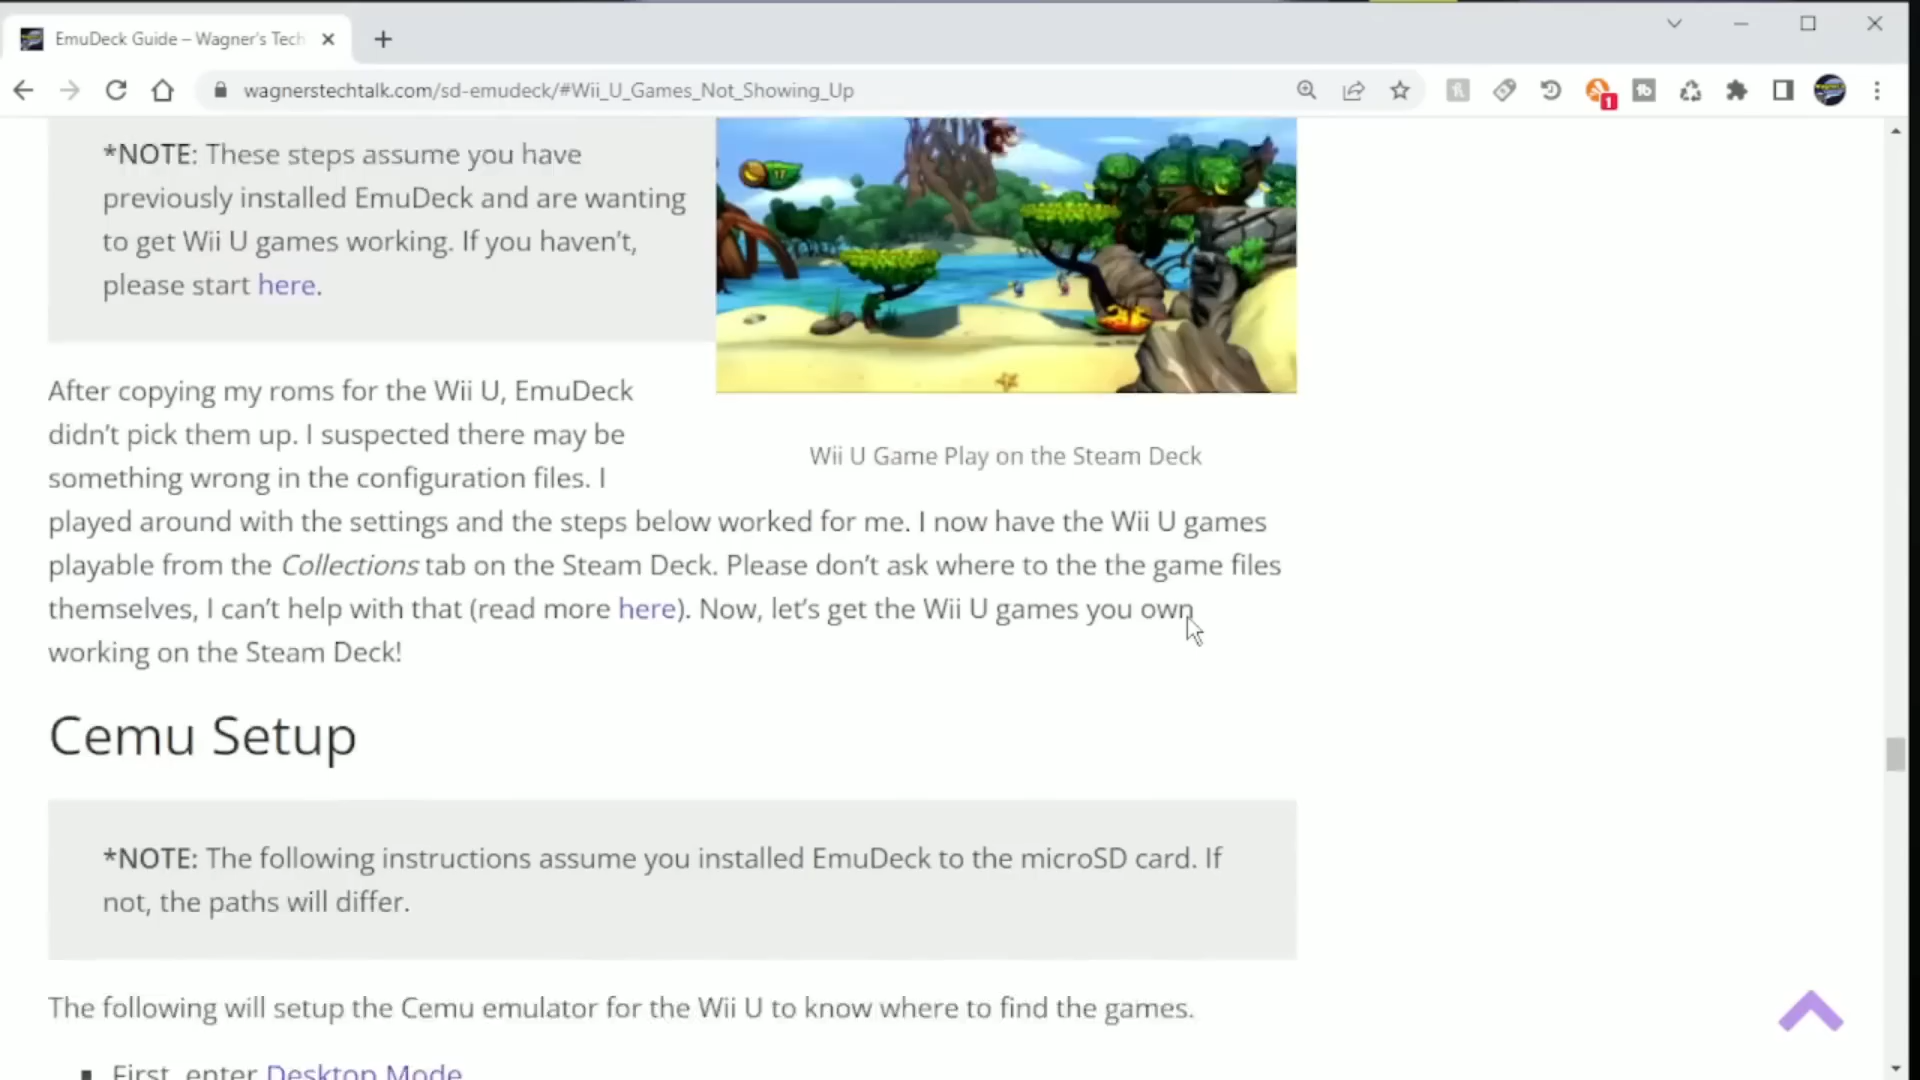 EmuDeck Guide – Wagner's Tech
wagnerstechtalk.com/sd-emudeck/#Wii_U_Games_Not_Showing_Up
1
*NOTE: These steps assume you have
previously installed EmuDeck and are wanting
to get Wii U games working. If you haven't,
please start here.
17
Wii U Game Play on the Steam Deck
After copying my roms for the Wii U, EmuDeck
didn't pick them up. I suspected there may be
something wrong in the configuration files. I
played around with the settings and the steps below worked for me. I now have the Wii U games
playable from the Collections tab on the Steam Deck. Please don't ask where to the the game files
themselves, I can't help with that (read more here). Now, let's get the Wii U games you own
working on the Steam Deck!
Cemu Setup
*NOTE: The following instructions assume you installed EmuDeck to the microSD card. If
not, the paths will differ.
The following will setup the Cemu emulator for the Wii U to know where to find the games.
First, enter Desktop Mode